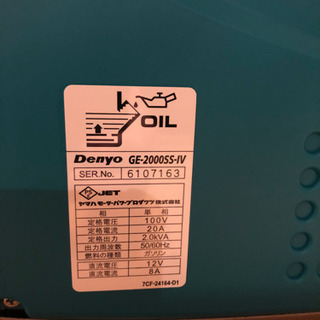 OIL
Denyo GE-2000SS-IV
SER.No. 6107163
PS E JET
ヤマハモーターパワープロダクツ株式会社
相数 単相
定格電圧 100V
定格電流 20A
定格出力 2.0kVA
出力周波数 50/60Hz
燃料の種類 ガソリン
直流電圧 12V
直流電流 8A
7CF-24164-D1